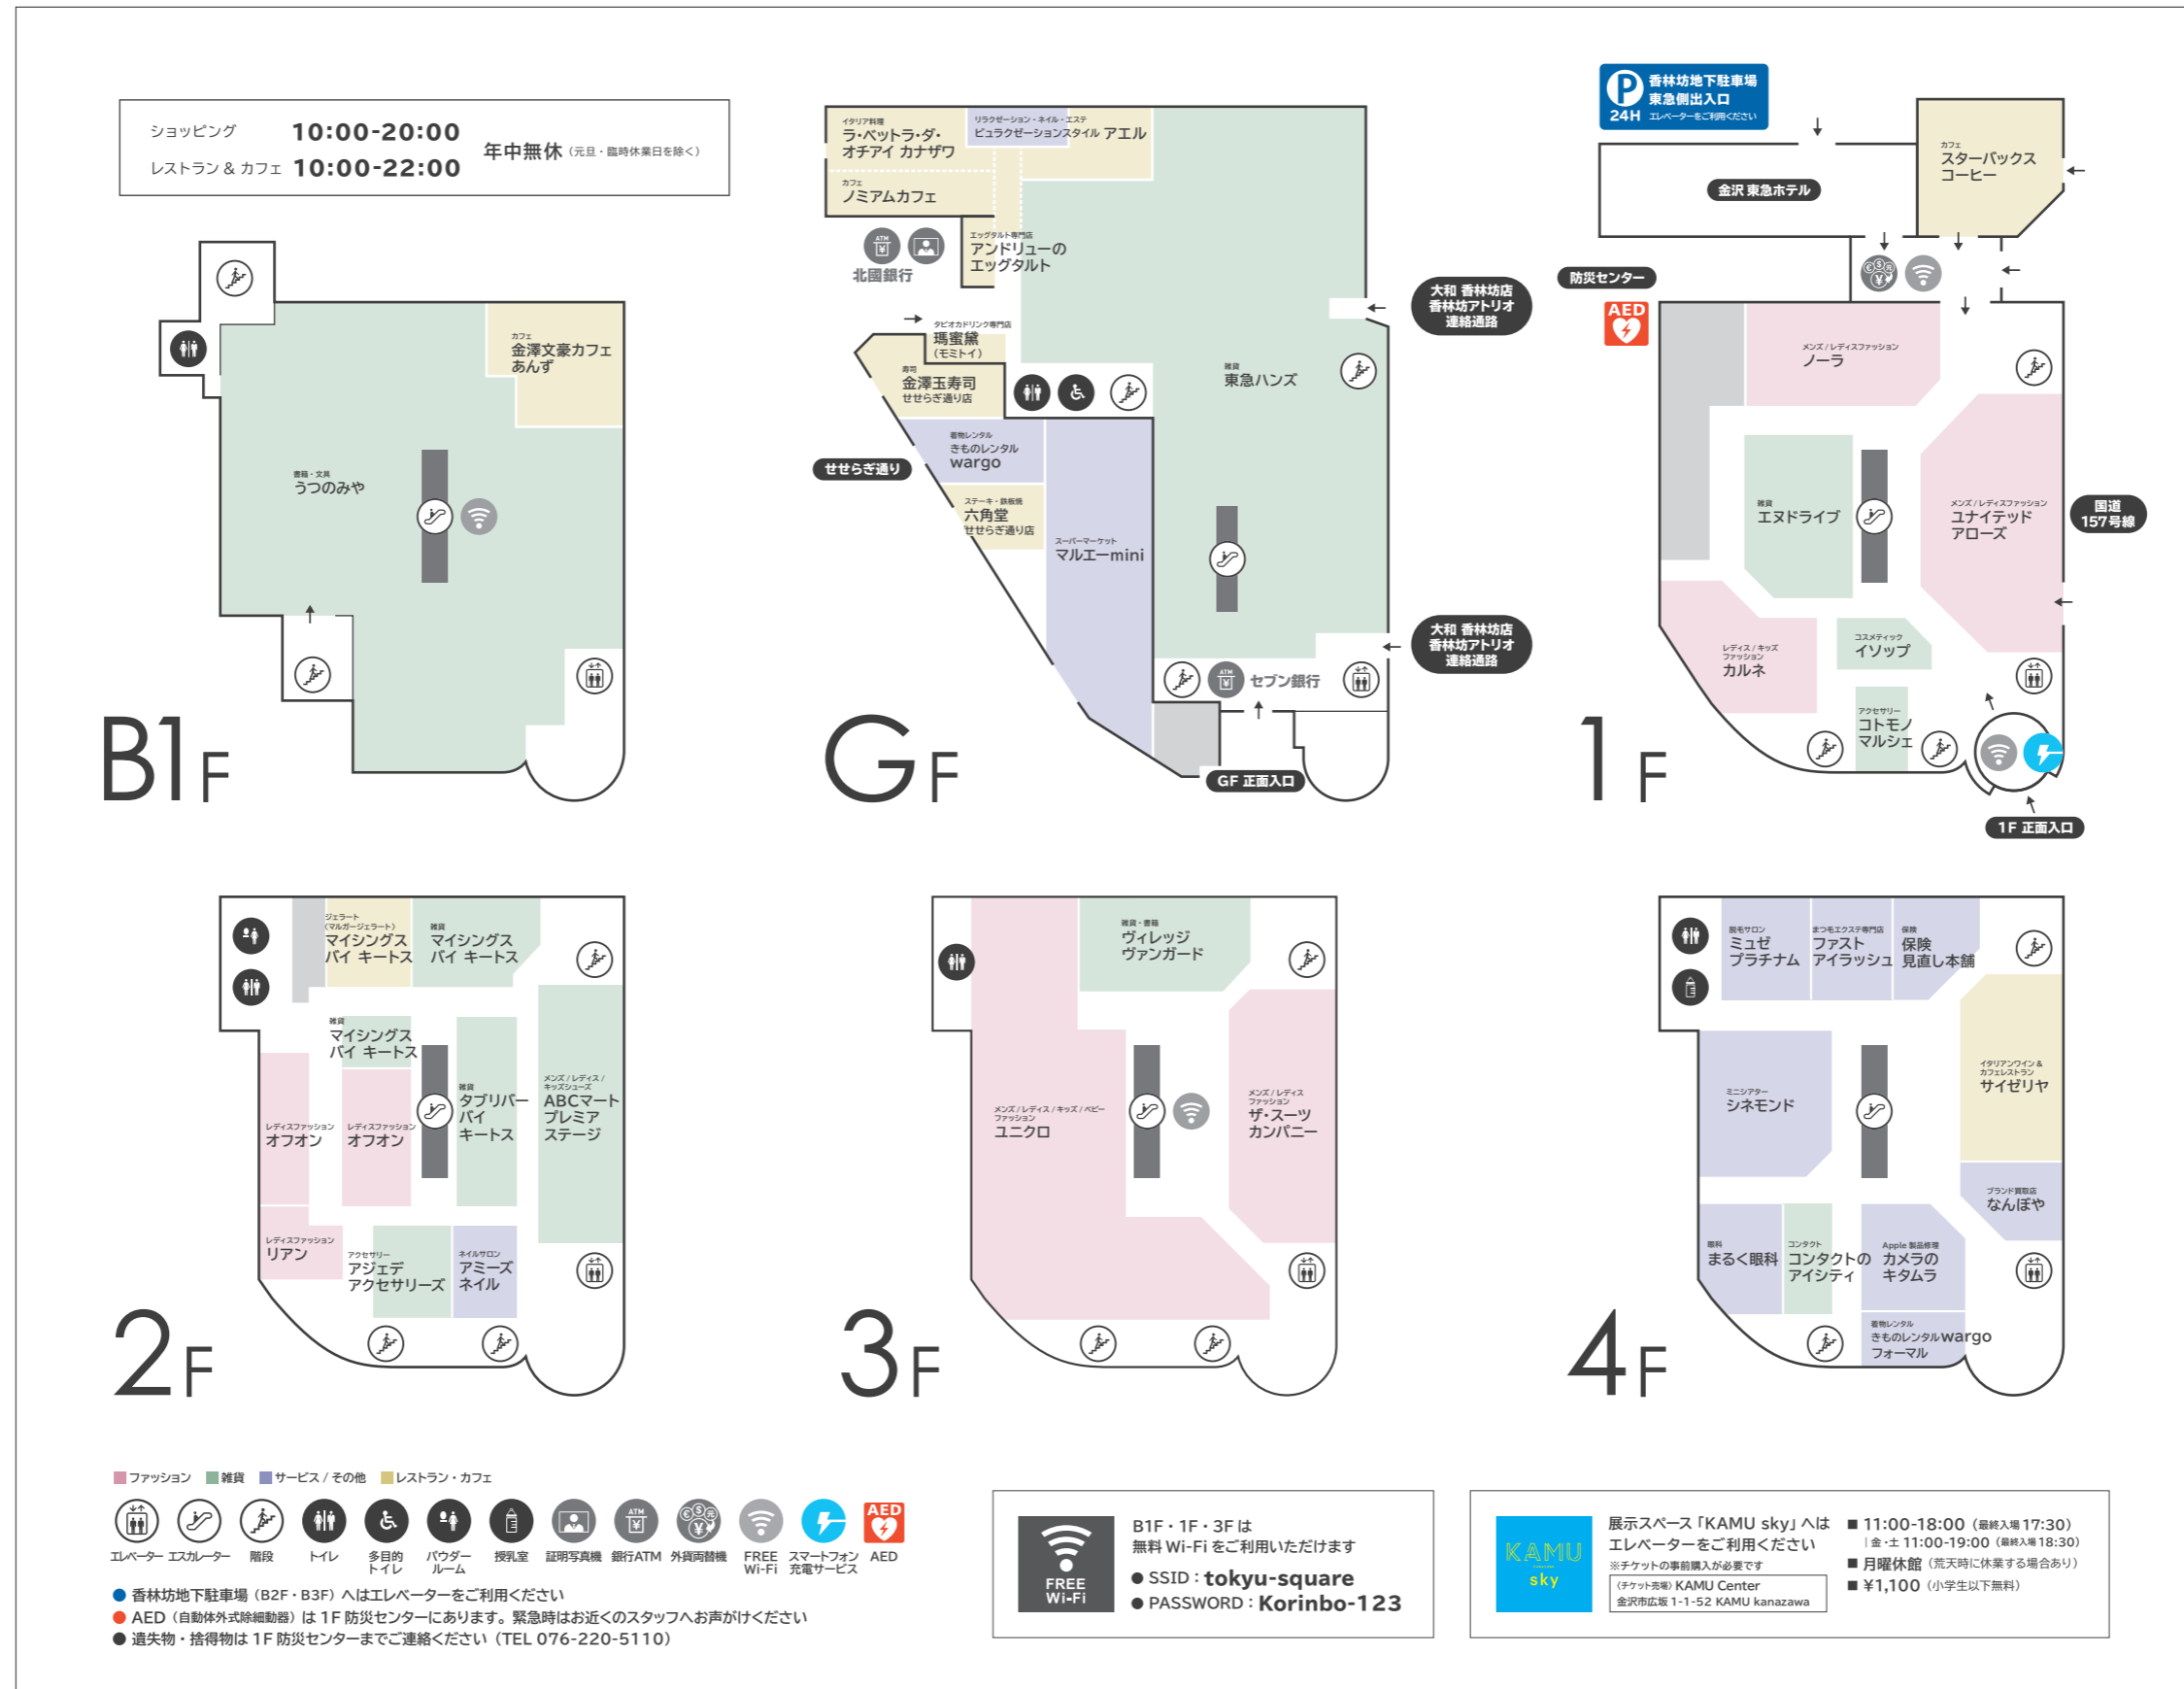 ショッピング 10:00-20:00
レストラン & カフェ 10:00-22:00
年中無休（元旦・臨時休業日を除く）
B1F
カフェ
金澤文豪カフェ
あんず
書籍・文具
うつのみや
GF
イタリア料理
ラ・ベットラ・ダ・
オチアイ カナザワ
リラクゼーション・ネイル・エステ
ビュラクゼーションスタイル アエル
カフェ
ノミアムカフェ
エッグタルト専門店
アンドリューの
エッグタルト
ATM
北國銀行
タピオカドリンク専門店
瑪蜜黛
（モミトイ）
寿司
金澤玉寿司
せせらぎ通り店
雑貨
東急ハンズ
大和 香林坊店
香林坊アトリオ
連絡通路
着物レンタル
きものレンタル
wargo
せせらぎ通り
ステーキ・鉄板焼
六角堂
せせらぎ通り店
スーパーマーケット
マルエーmini
大和 香林坊店
香林坊アトリオ
連絡通路
ATM
セブン銀行
GF 正面入口
1F
P
24H
香林坊地下駐車場
東急側出入口
エレベーターをご利用ください
金沢 東急ホテル
カフェ
スターバックス
コーヒー
防災センター
AED
メンズ / レディスファッション
ノーラ
雑貨
エヌドライブ
メンズ / レディスファッション
ユナイテッド
アローズ
国道
157号線
レディス / キッズ
ファッション
カルネ
コスメティック
イソップ
アクセサリー
コトモノ
マルシェ
1F 正面入口
2F
ジェラート
（マルガージェラート）
マイシングス
バイ キートス
雑貨
マイシングス
バイ キートス
雑貨
マイシングス
バイ キートス
雑貨
タブリバー
バイ
キートス
メンズ / レディス /
キッズシューズ
ABCマート
プレミア
ステージ
レディスファッション
オフオン
レディスファッション
オフオン
レディスファッション
リアン
アクセサリー
アジェデ
アクセサリーズ
ネイルサロン
アミーズ
ネイル
3F
雑貨・書籍
ヴィレッジ
ヴァンガード
メンズ / レディス / キッズ / ベビー
ファッション
ユニクロ
メンズ / レディス
ファッション
ザ・スーツ
カンパニー
4F
脱毛サロン
ミュゼ
プラチナム
まつ毛エクステ専門店
ファスト
アイラッシュ
保険
保険
見直し本舗
イタリアンワイン &
カフェレストラン
サイゼリヤ
ミニシアター
シネモンド
ブランド買取店
なんぼや
眼科
まるく眼科
コンタクト
コンタクトの
アイシティ
Apple 製品修理
カメラの
キタムラ
着物レンタル
きものレンタルwargo
フォーマル
ファッション 雑貨 サービス / その他 レストラン・カフェ
エレベーター エスカレーター 階段 トイレ 多目的トイレ パウダールーム 授乳室 証明写真機 銀行ATM 外貨両替機 FREE Wi-Fi スマートフォン充電サービス AED
● 香林坊地下駐車場（B2F・B3F）へはエレベーターをご利用ください
● AED（自動体外式除細動器）は 1F 防災センターにあります。緊急時はお近くのスタッフへお声がけください
● 遺失物・捨得物は 1F 防災センターまでご連絡ください（TEL 076-220-5110）
FREE
Wi-Fi
B1F・1F・3F は
無料 Wi-Fi をご利用いただけます
● SSID：tokyu-square
● PASSWORD：Korinbo-123
KAMU
sky
展示スペース「KAMU sky」へは
エレベーターをご利用ください
※チケットの事前購入が必要です
〈チケット売場〉KAMU Center
金沢市広坂 1-1-52 KAMU kanazawa
■ 11:00-18:00（最終入場17:30）
| 金・土 11:00-19:00（最終入場18:30）
■ 月曜休館（荒天時に休業する場合あり）
■ ¥1,100（小学生以下無料）